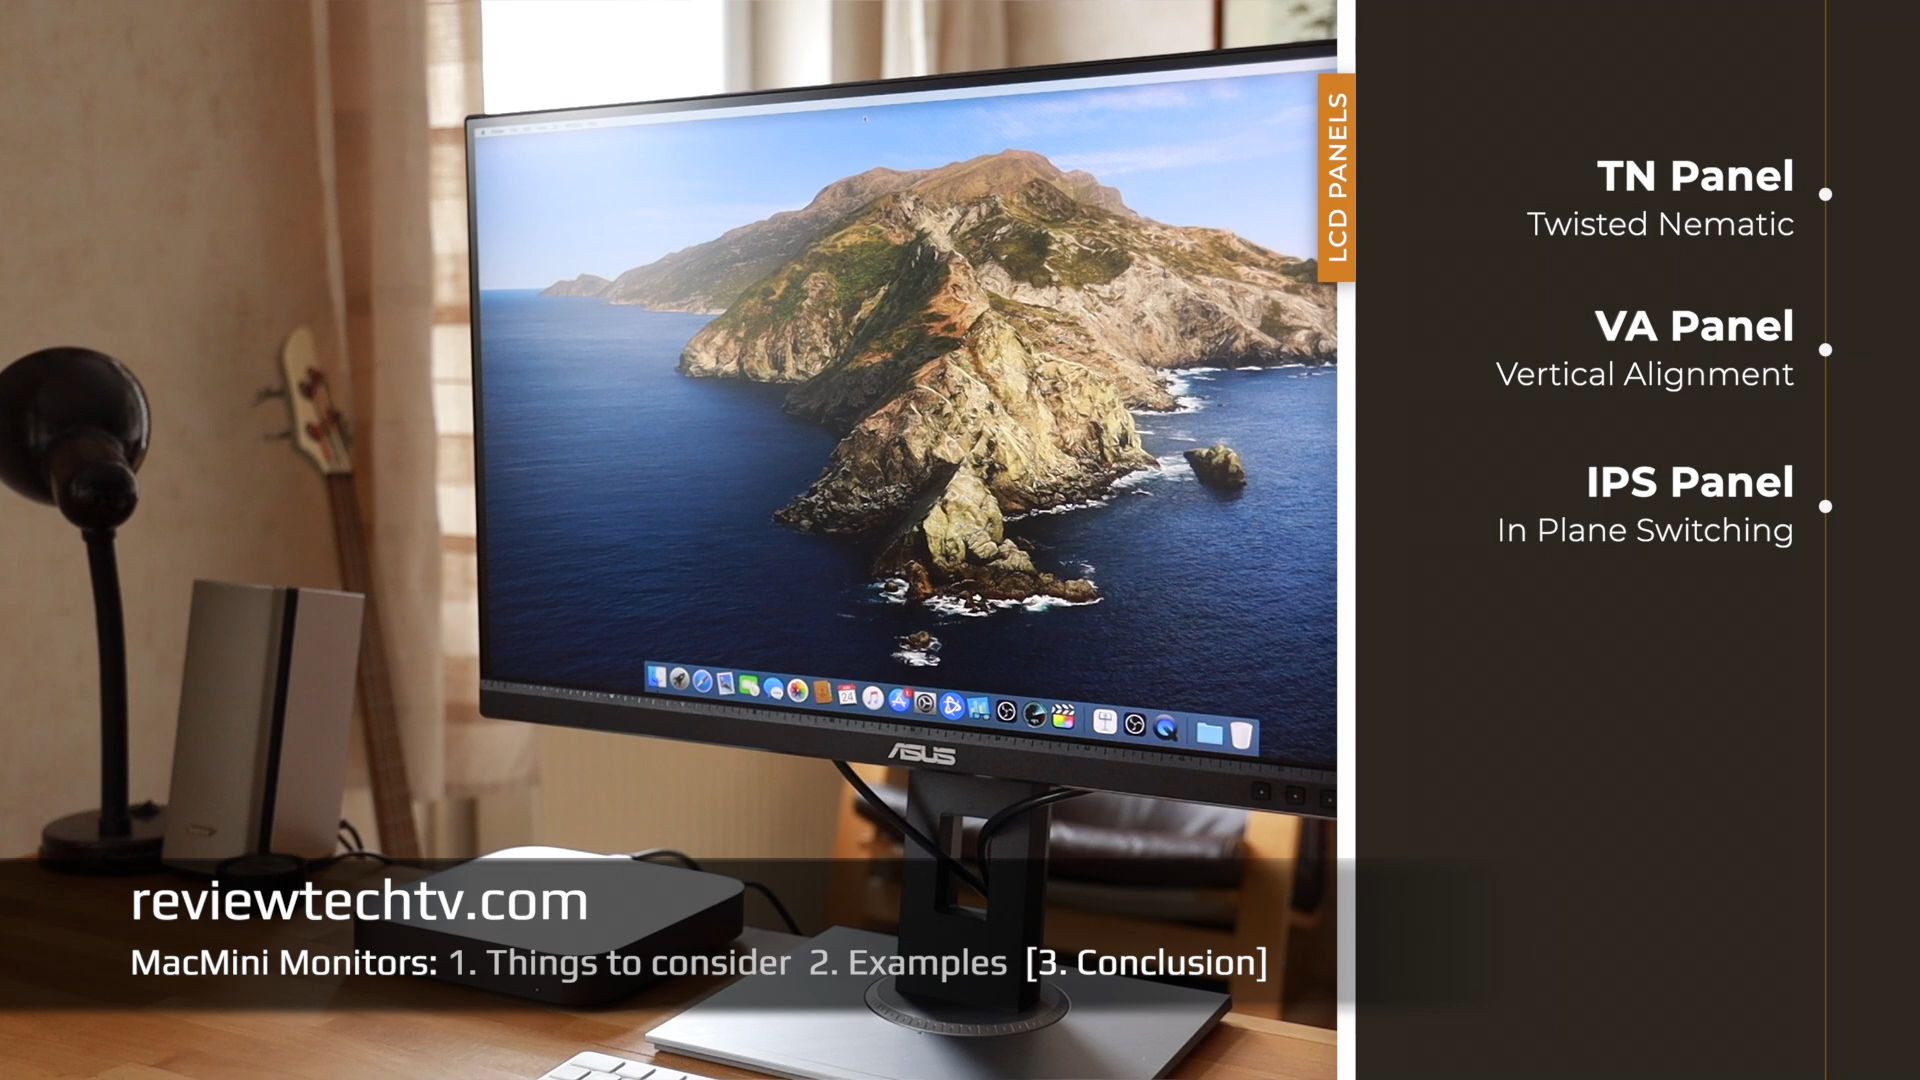 LCD PANELS
TN Panel
Twisted Nematic
VA Panel
Vertical Alignment
IPS Panel
In Plane Switching
24
ASUS
reviewtechtv.com
MacMini Monitors: 1. Things to consider 2. Examples [3. Conclusion]